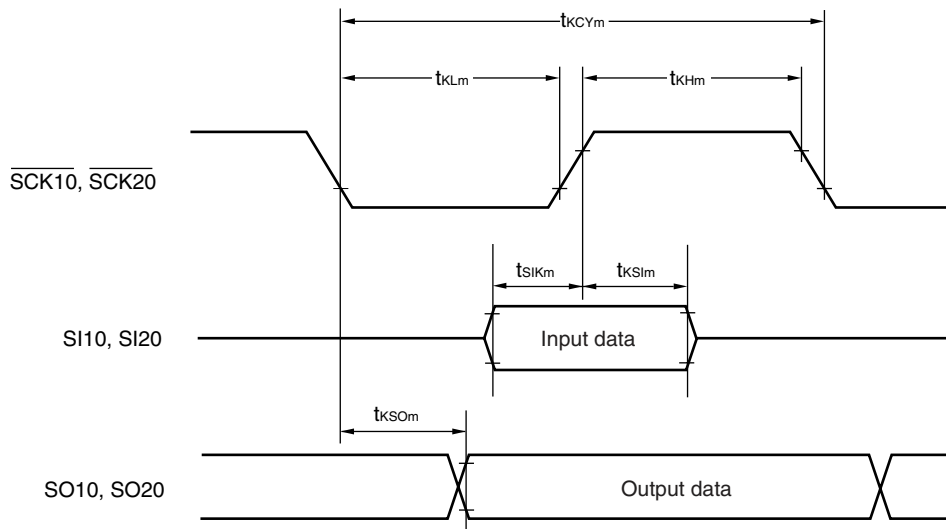 tKCYm
tKLm
tKHm
SCK10, SCK20
tSIKm
tKSIm
SI10, SI20
Input data
tKSOm
SO10, SO20
Output data